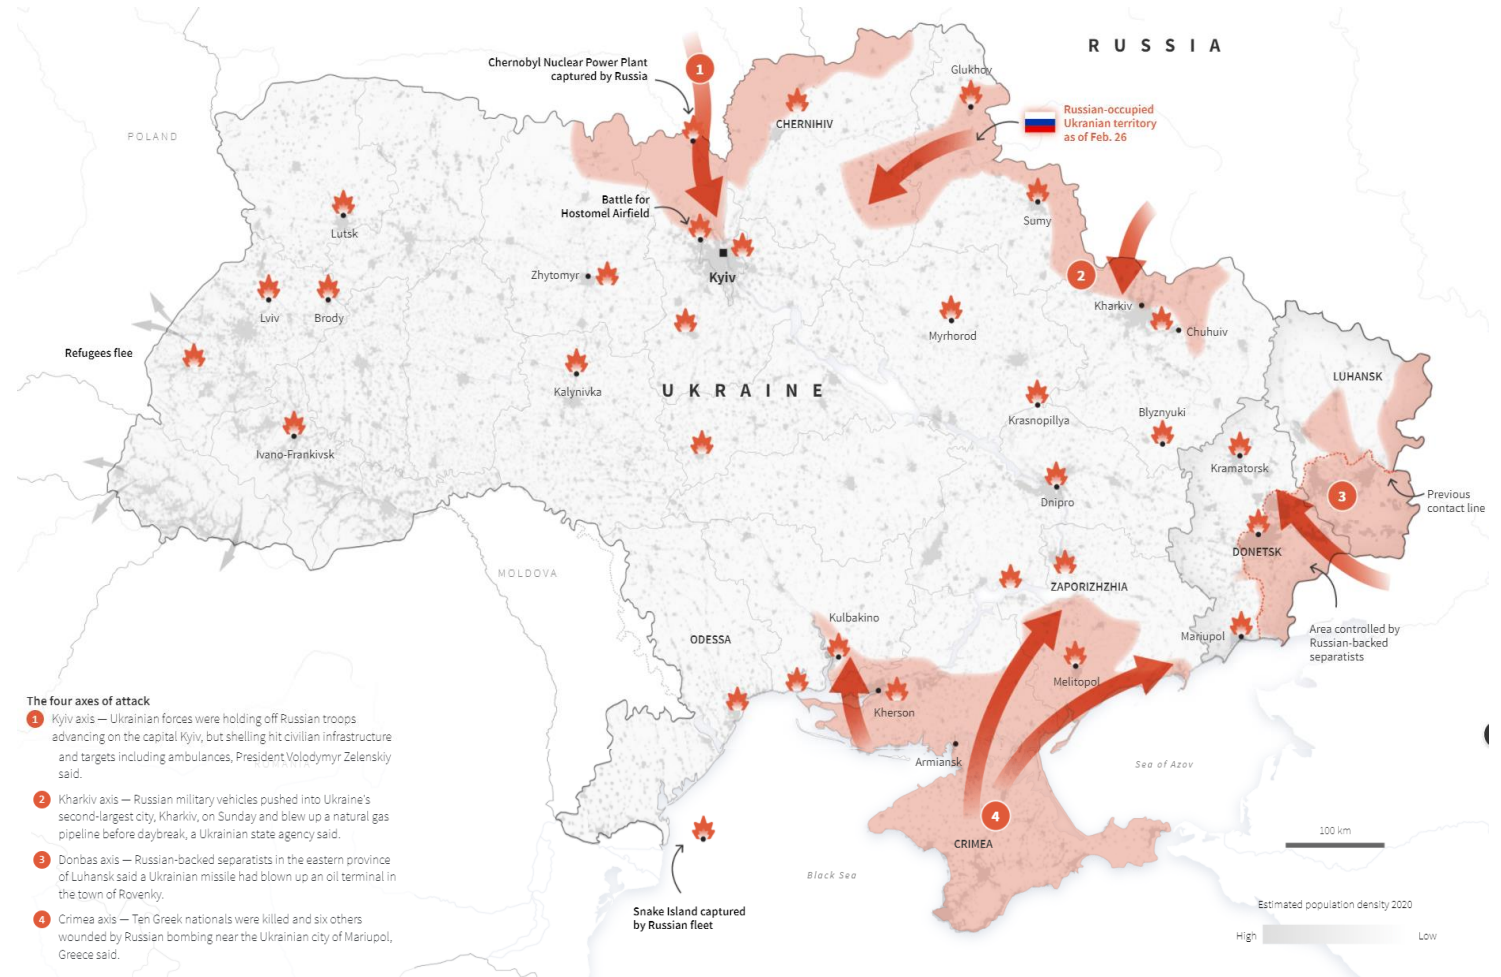 RUSSIA
Chernobyl Nuclear Power Plant
captured by Russia
1
Glukhov
CHERNIHIV
Russian-occupied
Ukranian territory
as of Feb. 26
POLAND
Battle for
Hostomel Airfield
Lutsk
Sumy
Kyiv
Zhytomyr
2
Kharkiv
Chuhuiv
Lviv
Brody
Myrhorod
Refugees flee
LUHANSK
UKRAINE
Kalynivka
Krasnopillya
Blyznyuki
Ivano-Frankivsk
Kramatorsk
3
Previous
contact line
Dnipro
DONETSK
MOLDOVA
ZAPORIZHZHIA
Kulbakino
ODESSA
Mariupol
Area controlled by
Russian-backed
separatists
Melitopol
Kherson
Armiansk
Sea of Azov
4
CRIMEA
Black Sea
100 km
Snake Island captured
by Russian fleet
Estimated population density 2020
High
Low
The four axes of attack
1 Kyiv axis — Ukrainian forces were holding off Russian troops
advancing on the capital Kyiv, but shelling hit civilian infrastructure
and targets including ambulances, President Volodymyr Zelenskiy
said.
2 Kharkiv axis — Russian military vehicles pushed into Ukraine's
second-largest city, Kharkiv, on Sunday and blew up a natural gas
pipeline before daybreak, a Ukrainian state agency said.
3 Donbas axis — Russian-backed separatists in the eastern province
of Luhansk said a Ukrainian missile had blown up an oil terminal in
the town of Rovenky.
4 Crimea axis — Ten Greek nationals were killed and six others
wounded by Russian bombing near the Ukrainian city of Mariupol,
Greece said.